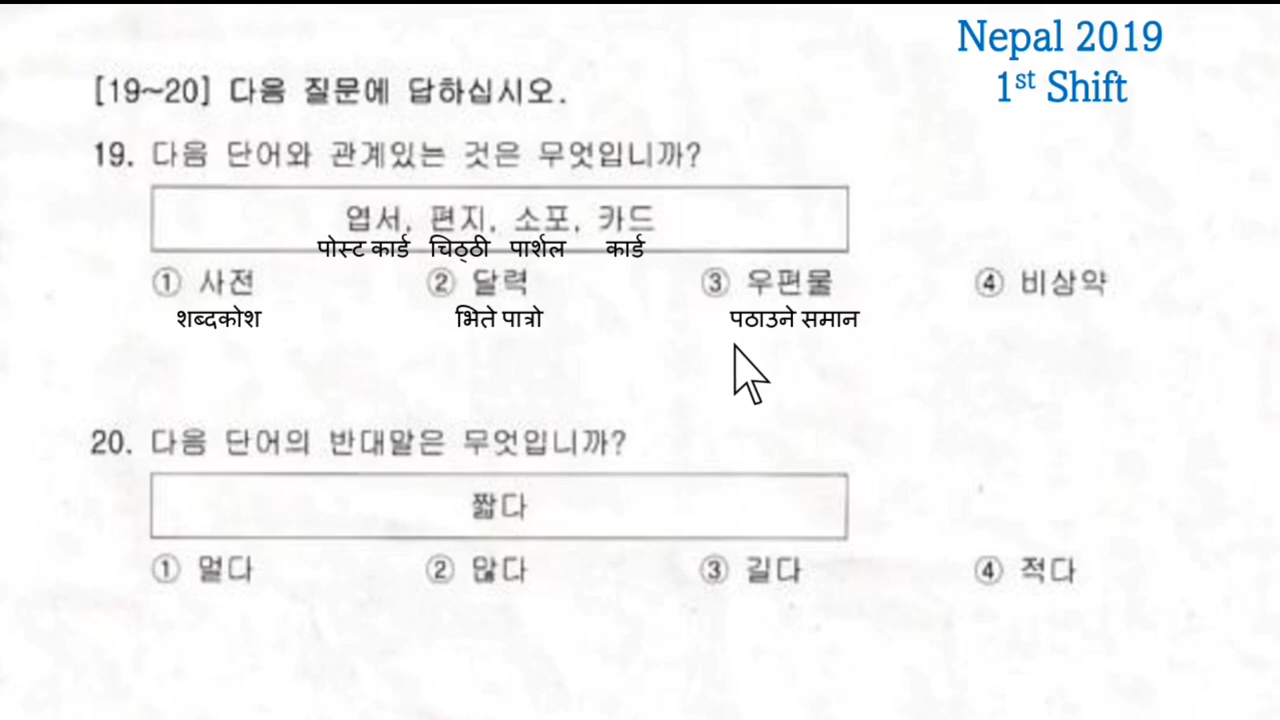 Nepal 2019
1st Shift
[19~20] 다음 질문에 답하십시오.
19. 다음 단어와 관계있는 것은 무엇입니까?
엽서, 편지, 소포, 카드
पोस्ट कार्ड चिठ्ठी पार्शल कार्ड
① 사전 ② 달력 ③ 우편물 ④ 비상약
शब्दकोश भिते पात्रो पठाउने समान
20. 다음 단어의 반대말은 무엇입니까?
짧다
① 멀다 ② 많다 ③ 길다 ④ 적다